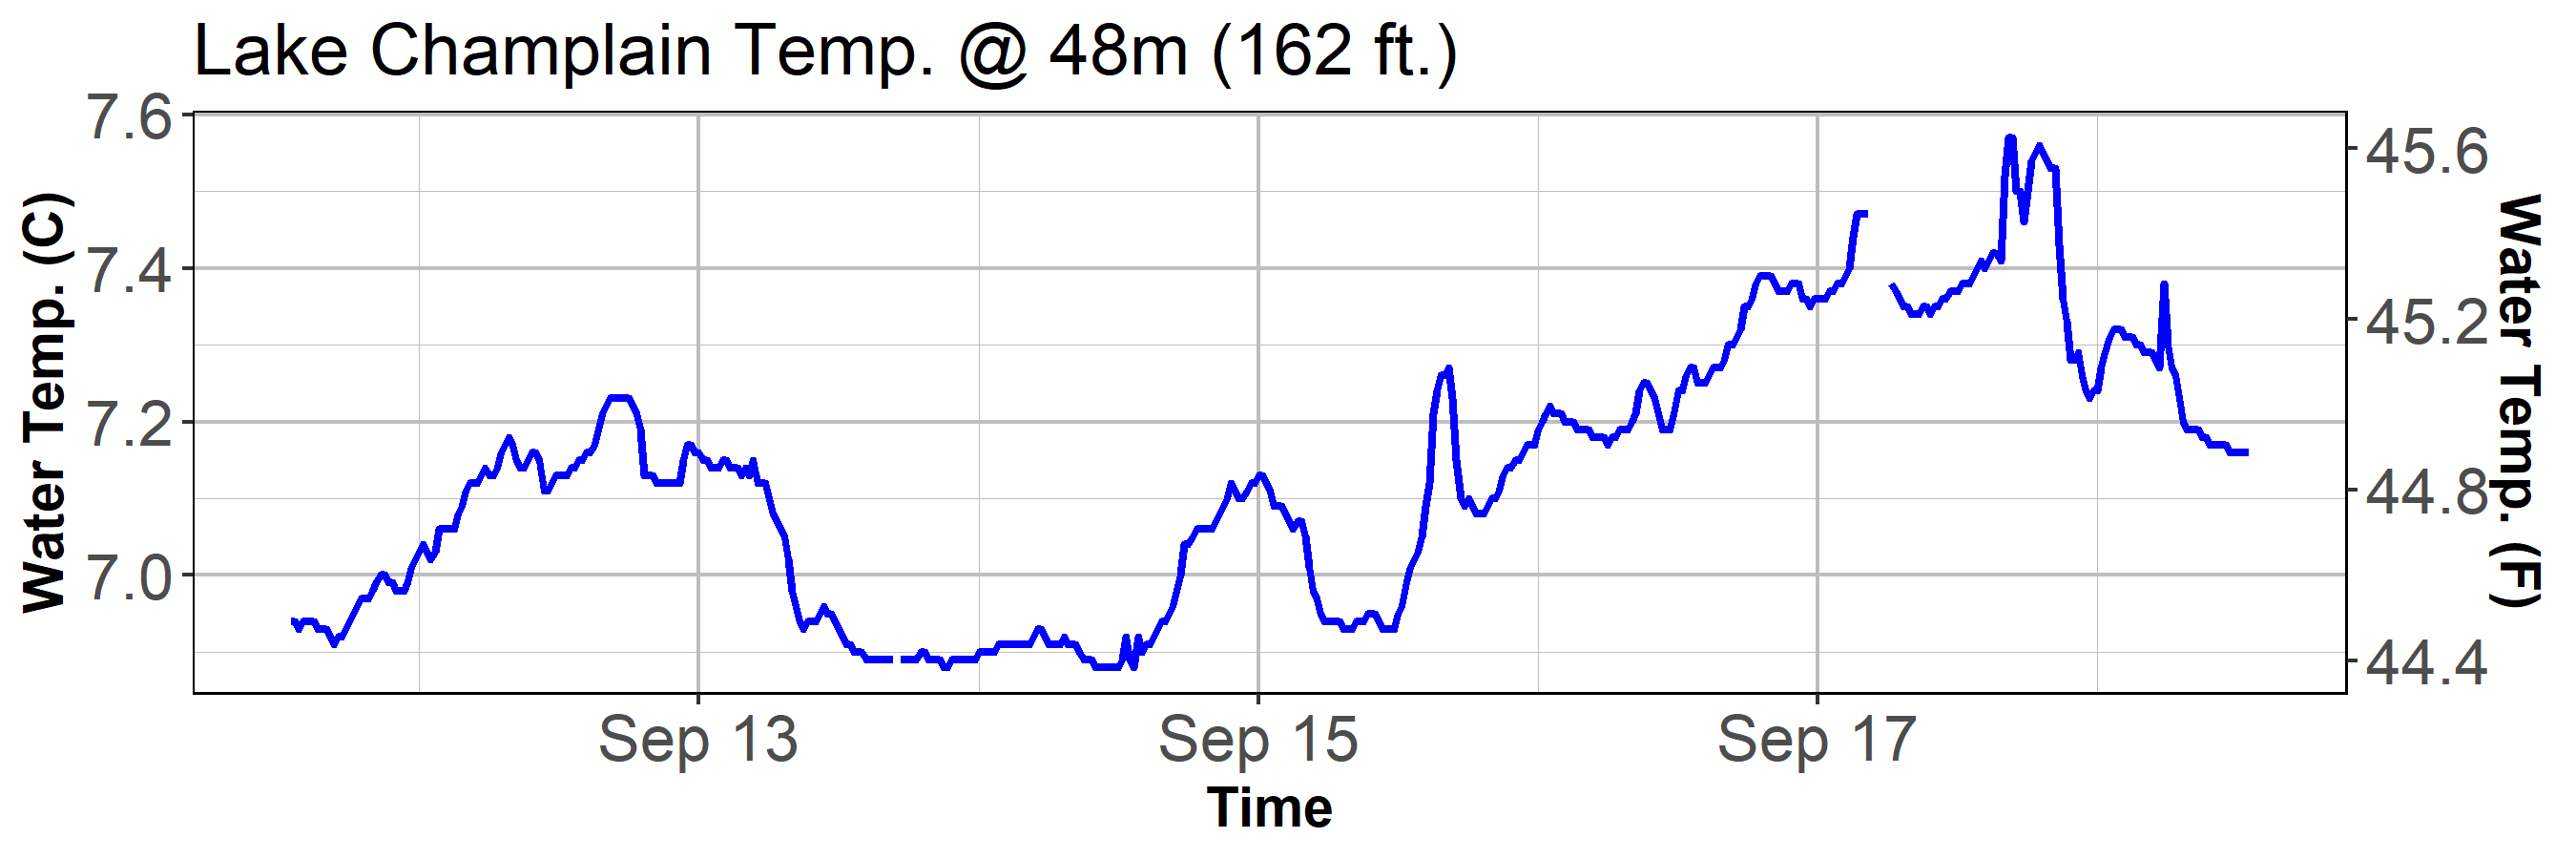 Lake Champlain Temp. @ 48m (162 ft.)
Water Temp. (C)
7.6
7.4
7.2
7.0
45.6
45.2
44.8
44.4
Water Temp. (F)
Sep 13
Sep 15
Sep 17
Time